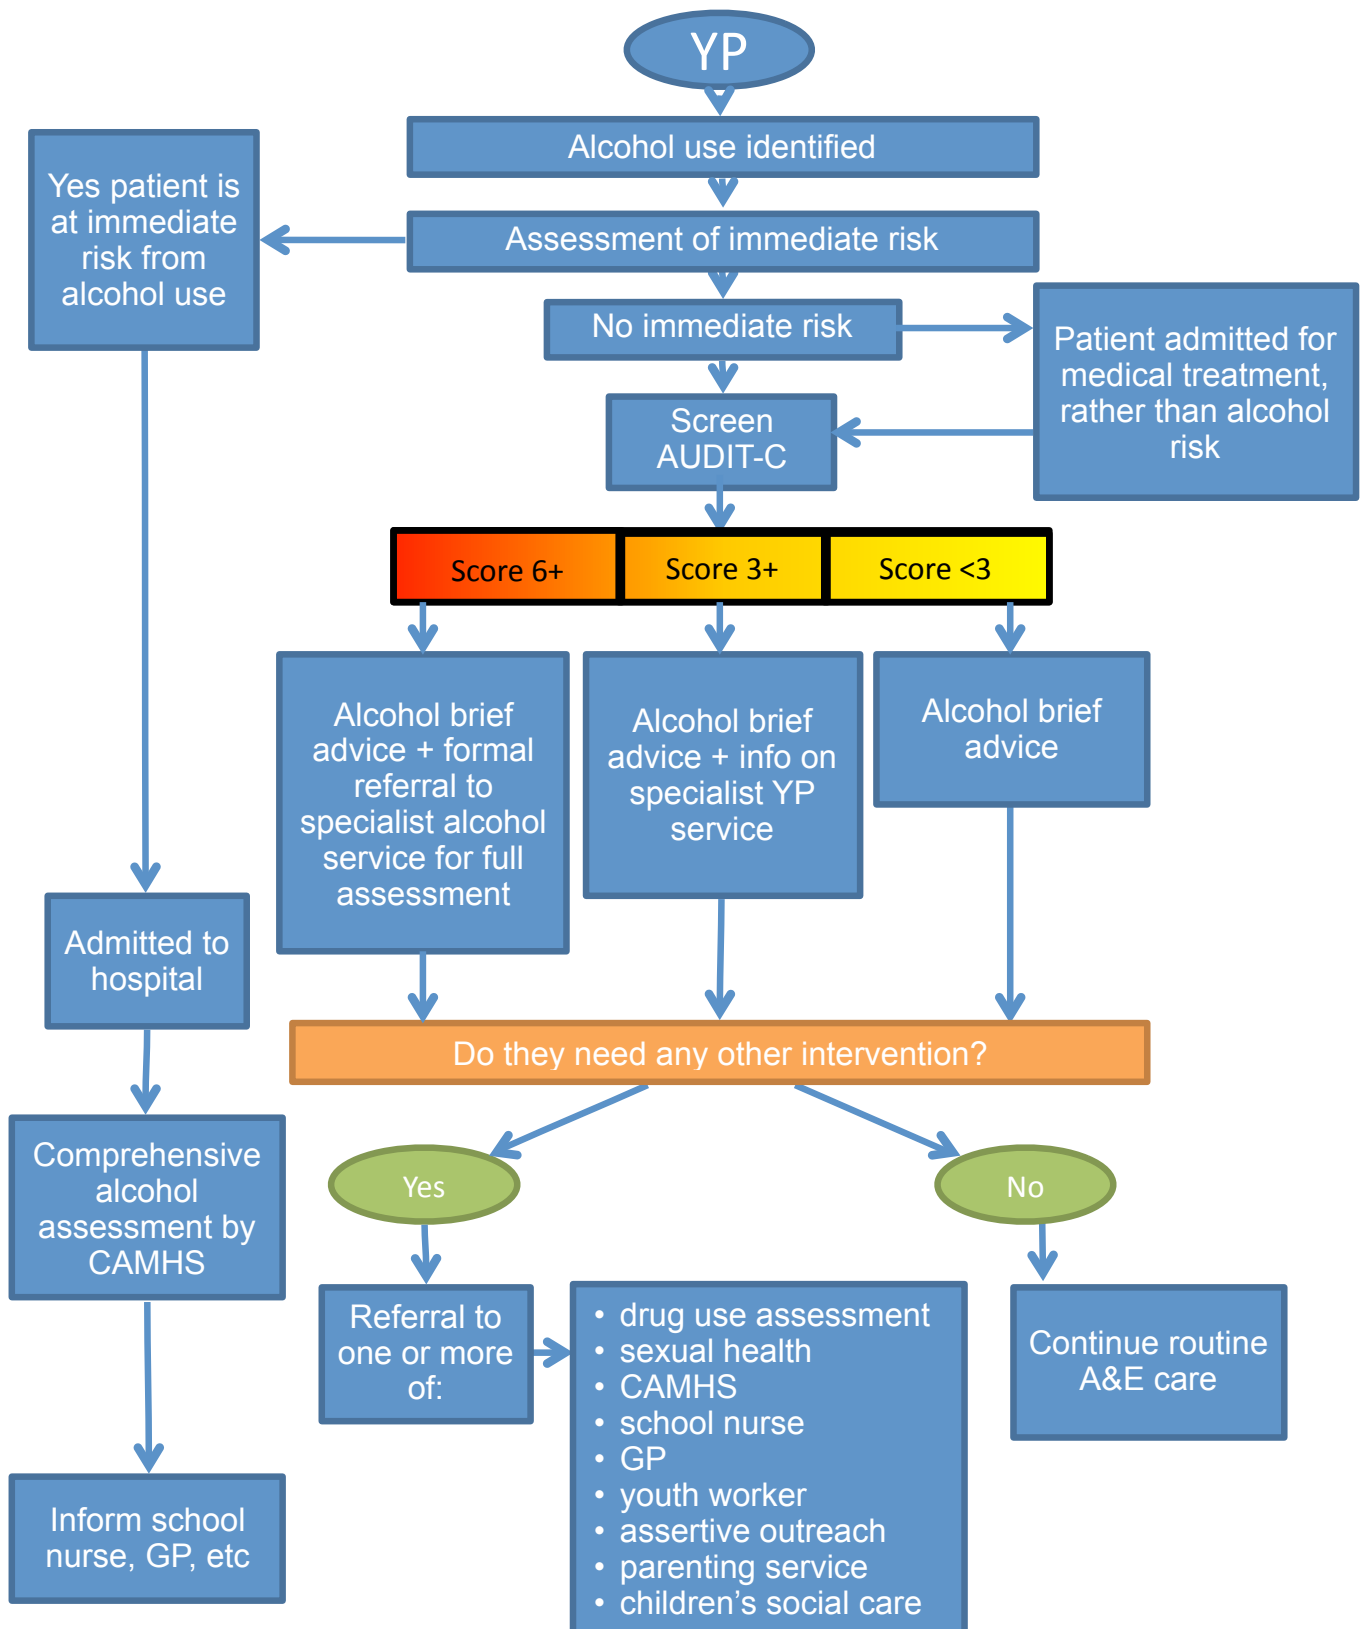 YP
Alcohol use identified
Yes patient is
at immediate
risk from
alcohol use
Assessment of immediate risk
No immediate risk
Patient admitted for
medical treatment,
rather than alcohol
risk
Screen
AUDIT-C
Score 6+
Score 3+
Score <3
Alcohol brief
advice + formal
referral to
specialist alcohol
service for full
assessment
Alcohol brief
advice + info on
specialist YP
service
Alcohol brief
advice
Admitted to
hospital
Do they need any other intervention?
Comprehensive
alcohol
assessment by
CAMHS
Yes
No
Referral to
one or more
of:
• drug use assessment
• sexual health
• CAMHS
• school nurse
• GP
• youth worker
• assertive outreach
• parenting service
• children's social care
Continue routine
A&E care
Inform school
nurse, GP, etc